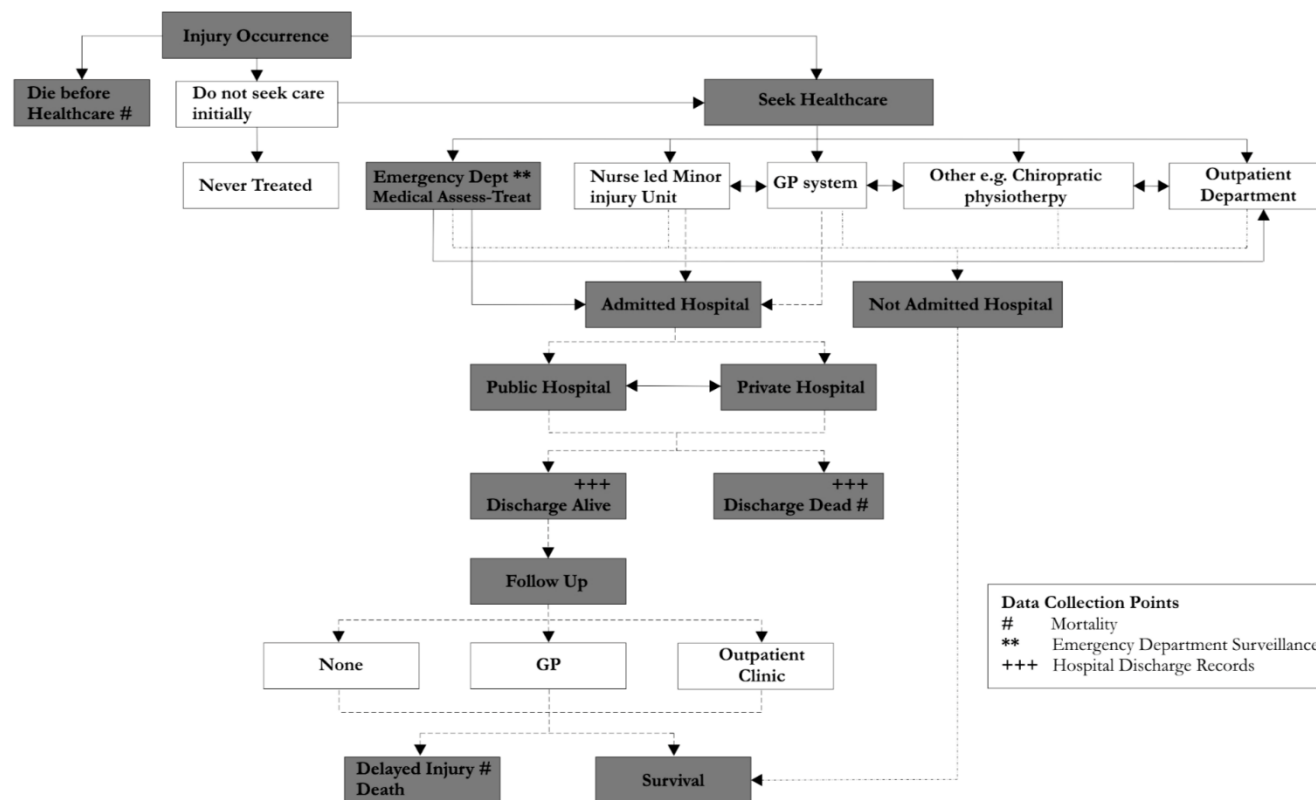 Injury Occurrence
Die before
Healthcare #
Do not seek care
initially
Seek Healthcare
Never Treated
Emergency Dept **
Medical Assess-Treat
Nurse led Minor
injury Unit
GP system
Other e.g. Chiropratic
physiotherpy
Outpatient
Department
Admitted Hospital
Not Admitted Hospital
Public Hospital
Private Hospital
+++
Discharge Alive
+++
Discharge Dead #
Follow Up
None
GP
Outpatient
Clinic
Delayed Injury #
Death
Survival
Data Collection Points
# Mortality
** Emergency Department Surveillance
+++ Hospital Discharge Records